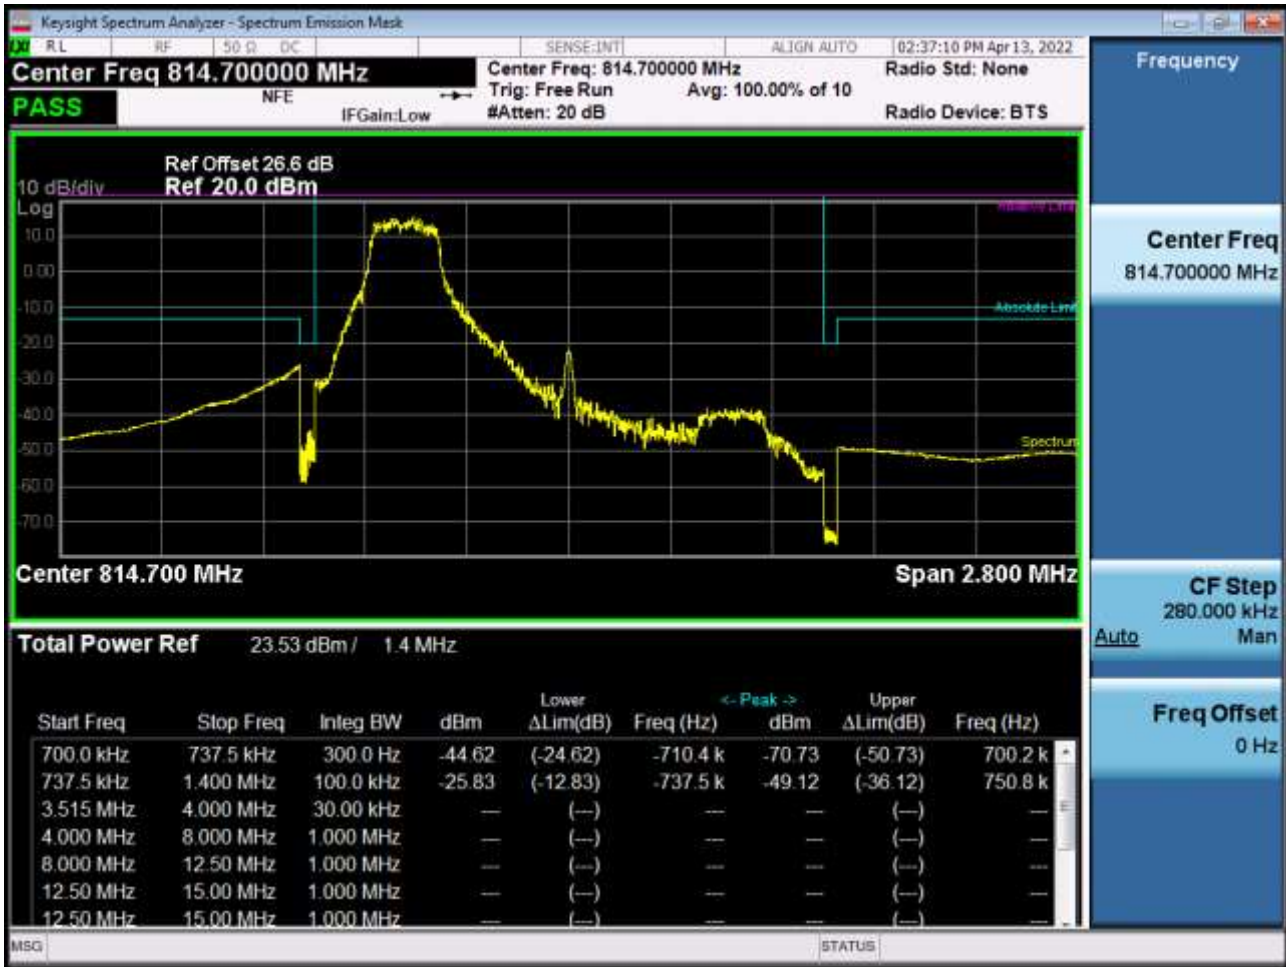 Keysight Spectrum Analyzer - Spectrum Emission Mask
LXI RL RF 50 Ω DC SENSE:INT ALIGN AUTO 02:37:10 PM Apr 13, 2022
Center Freq 814.700000 MHz Center Freq: 814.700000 MHz Radio Std: None
PASS NFE Trig: Free Run Avg: 100.00% of 10
IFGain:Low #Atten: 20 dB Radio Device: BTS
Frequency
Ref Offset 26.6 dB
10 dB/div Ref 20.0 dBm
Log
Relative Limit
10.0
0.00
-10.0
Absolute Limit
-20.0
-30.0
-40.0
-50.0
Spectrum
-60.0
-70.0
Center 814.700 MHz Span 2.800 MHz
Center Freq
814.700000 MHz
CF Step
280.000 kHz
Auto Man
Freq Offset
0 Hz
Total Power Ref 23.53 dBm / 1.4 MHz
Lower <- Peak -> Upper
Start Freq Stop Freq Integ BW dBm ΔLim(dB) Freq (Hz) dBm ΔLim(dB) Freq (Hz)
700.0 kHz 737.5 kHz 300.0 Hz -44.62 (-24.62) -710.4 k -70.73 (-50.73) 700.2 k
737.5 kHz 1.400 MHz 100.0 kHz -25.83 (-12.83) -737.5 k -49.12 (-36.12) 750.8 k
3.515 MHz 4.000 MHz 30.00 kHz --- (---) --- --- (---) ---
4.000 MHz 8.000 MHz 1.000 MHz --- (---) --- --- (---) ---
8.000 MHz 12.50 MHz 1.000 MHz --- (---) --- --- (---) ---
12.50 MHz 15.00 MHz 1.000 MHz --- (---) --- --- (---) ---
12.50 MHz 15.00 MHz 1.000 MHz --- (---) --- --- (---) ---
MSG STATUS